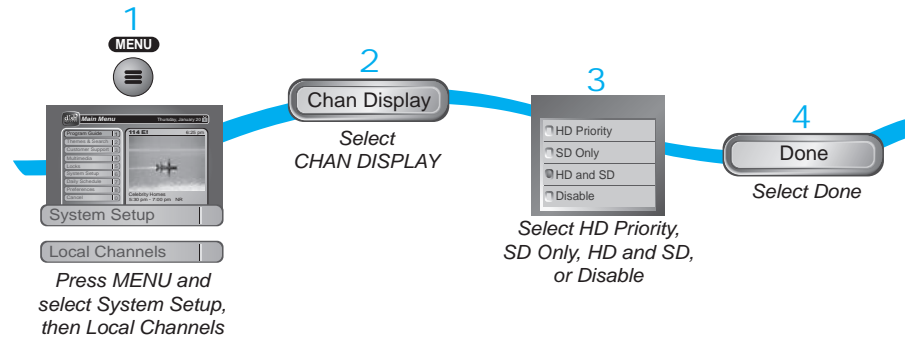 1
MENU
dish Main Menu Thursday, January 20
Program Guide
Themes & Search
Customer Support
Multimedia
Locks
System Setup
Daily Schedule
Preferences
Cancel
114 EI 6:25 pm
Celebrity Homes
5:30 pm - 7:00 pm NR
System Setup
Local Channels
Press MENU and
select System Setup,
then Local Channels
2
Chan Display
Select
CHAN DISPLAY
3
HD Priority
SD Only
HD and SD
Disable
Select HD Priority,
SD Only, HD and SD,
or Disable
4
Done
Select Done